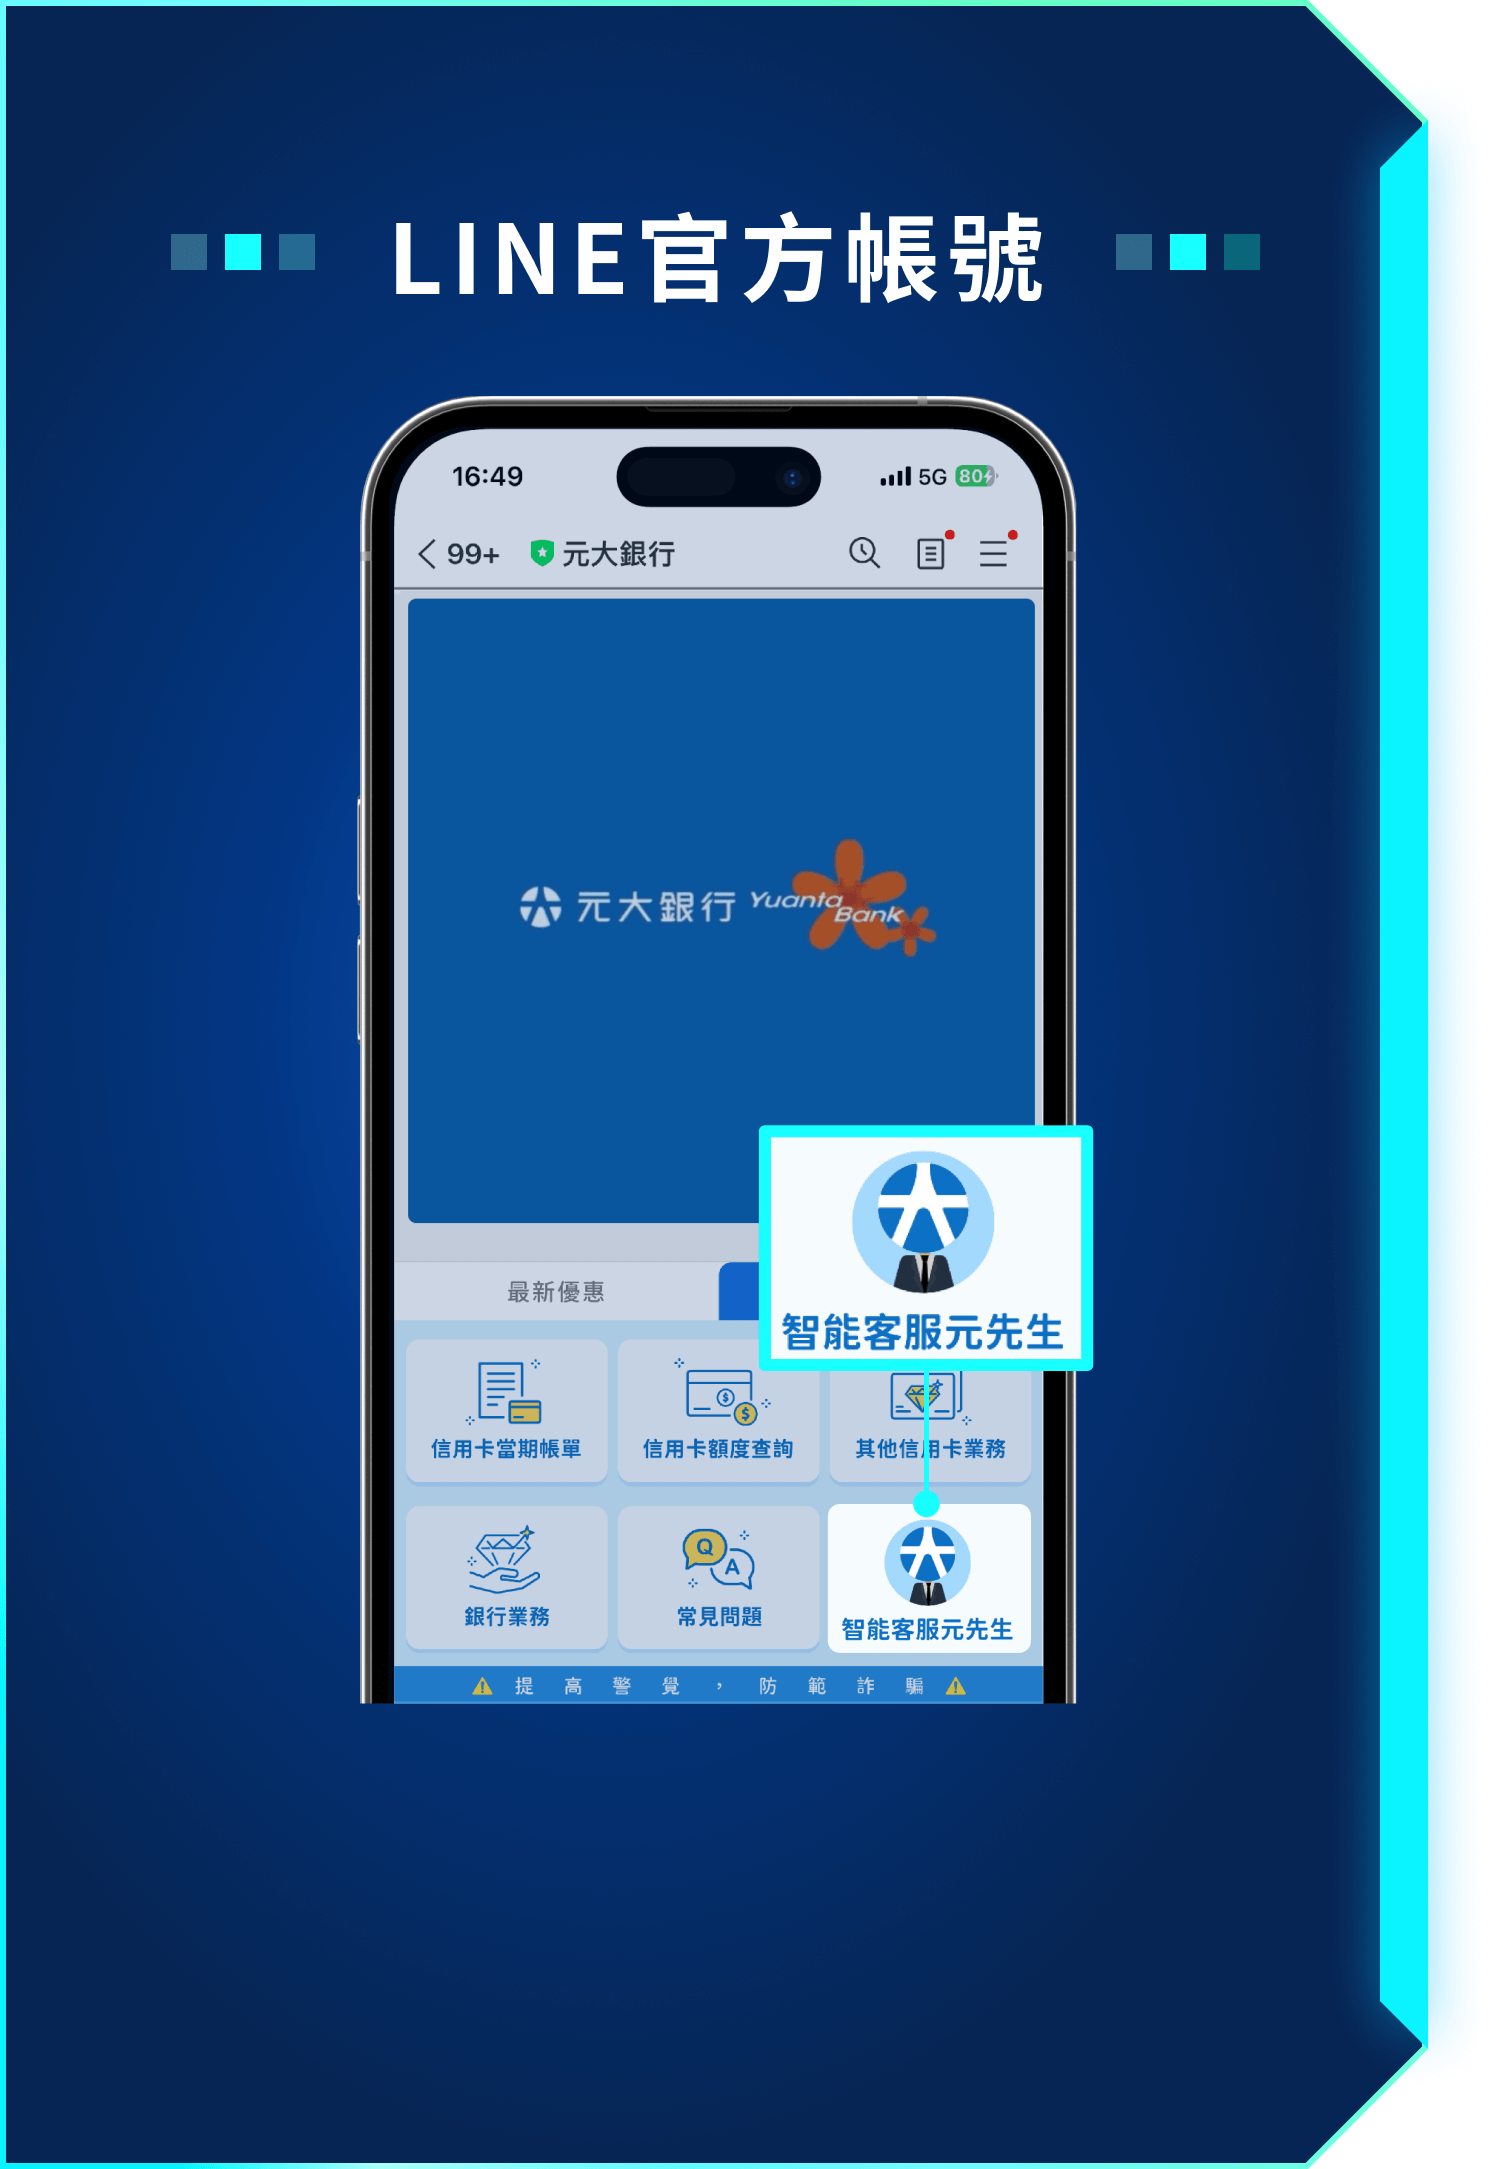 LINE官方帳號
16:49 5G 80
99+ 元大銀行
元大銀行 Yuanta Bank
智能客服元先生
最新優惠
信用卡當期帳單 信用卡額度查詢 其他信用卡業務
Q A
銀行業務 常見問題 智能客服元先生
提高警覺，防範詐騙